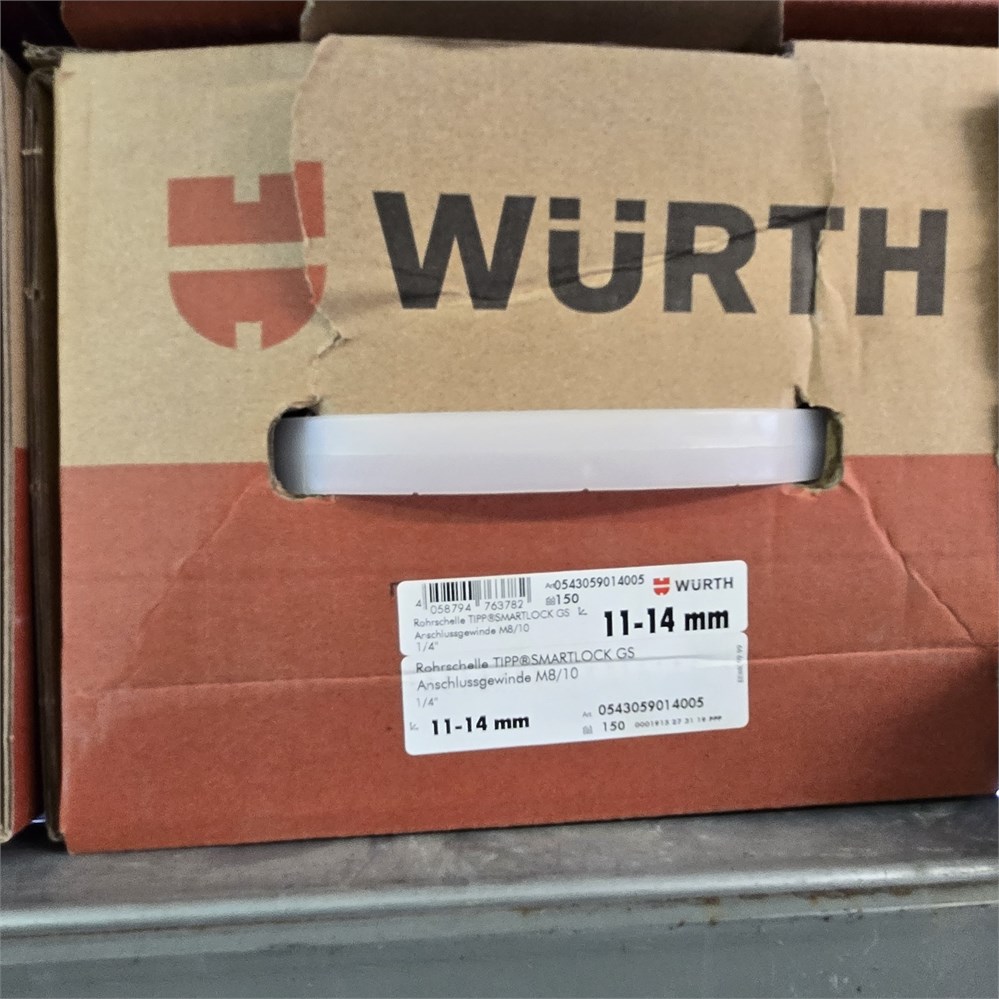 WÜRTH
Art 0543059014005
WÜRTH
4 058794 763782
150
Rohrschelle TIPP®SMARTLOCK GS
11-14 mm
Anschlussgewinde M8/10
1/4"
Rohrschelle TIPP®SMARTLOCK GS
Anschlussgewinde M8/10
1/4"
Art 0543059014005
11-14 mm
150